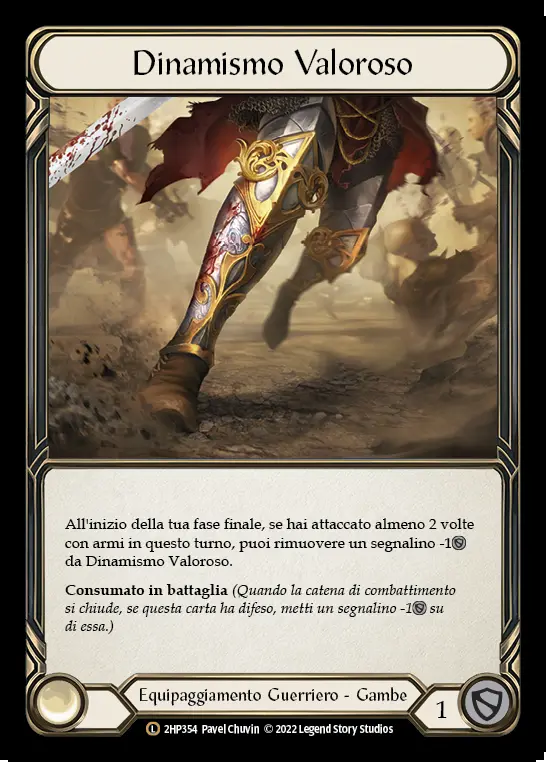 Dinamismo Valoroso
All'inizio della tua fase finale, se hai attaccato almeno 2 volte
con armi in questo turno, puoi rimuovere un segnalino -1
da Dinamismo Valoroso.
Consumato in battaglia (Quando la catena di combattimento
si chiude, se questa carta ha difeso, metti un segnalino -1 su
di essa.)
Equipaggiamento Guerriero - Gambe
1
L 2HP354 Pavel Chuvin © 2022 Legend Story Studios